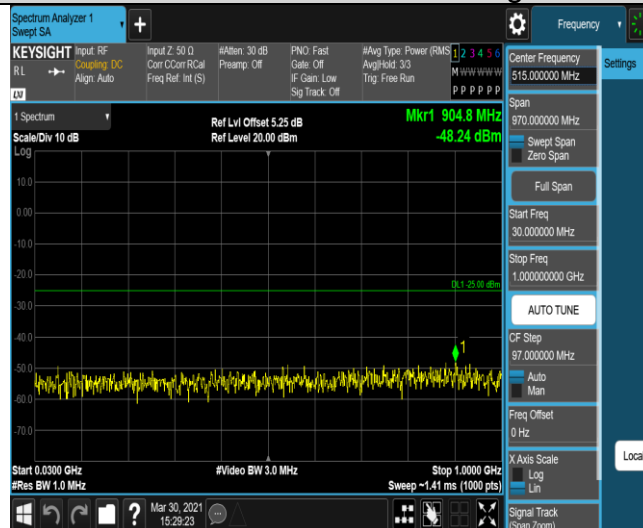 Spectrum Analyzer 1
Swept SA
Frequency
KEYSIGHT
RL
LXI
Input: RF
Coupling: DC
Align: Auto
Input Z: 50 Ω
Corr CCorr RCal
Freq Ref: Int (S)
#Atten: 30 dB
Preamp: Off
PNO: Fast
Gate: Off
IF Gain: Low
Sig Track: Off
#Avg Type: Power (RMS
Avg|Hold: 3/3
Trig: Free Run
1 2 3 4 5 6
M W W W W W
P P P P P P
1 Spectrum
Scale/Div 10 dB
Log
Ref Lvl Offset 5.25 dB
Ref Level 20.00 dBm
Mkr1 904.8 MHz
-48.24 dBm
10.0
0.00
-10.0
-20.0
DL1 -25.00 dBm
-30.0
-40.0
1
-50.0
-60.0
-70.0
Start 0.0300 GHz
#Res BW 1.0 MHz
#Video BW 3.0 MHz
Stop 1.0000 GHz
Sweep ~1.41 ms (1000 pts)
Mar 30, 2021
15:29:23
Center Frequency
515.000000 MHz
Settings
Span
970.000000 MHz
Swept Span
Zero Span
Full Span
Start Freq
30.000000 MHz
Stop Freq
1.000000000 GHz
AUTO TUNE
CF Step
97.000000 MHz
Auto
Man
Freq Offset
0 Hz
X Axis Scale
Log
Lin
Local
Signal Track
(Span Zoom)